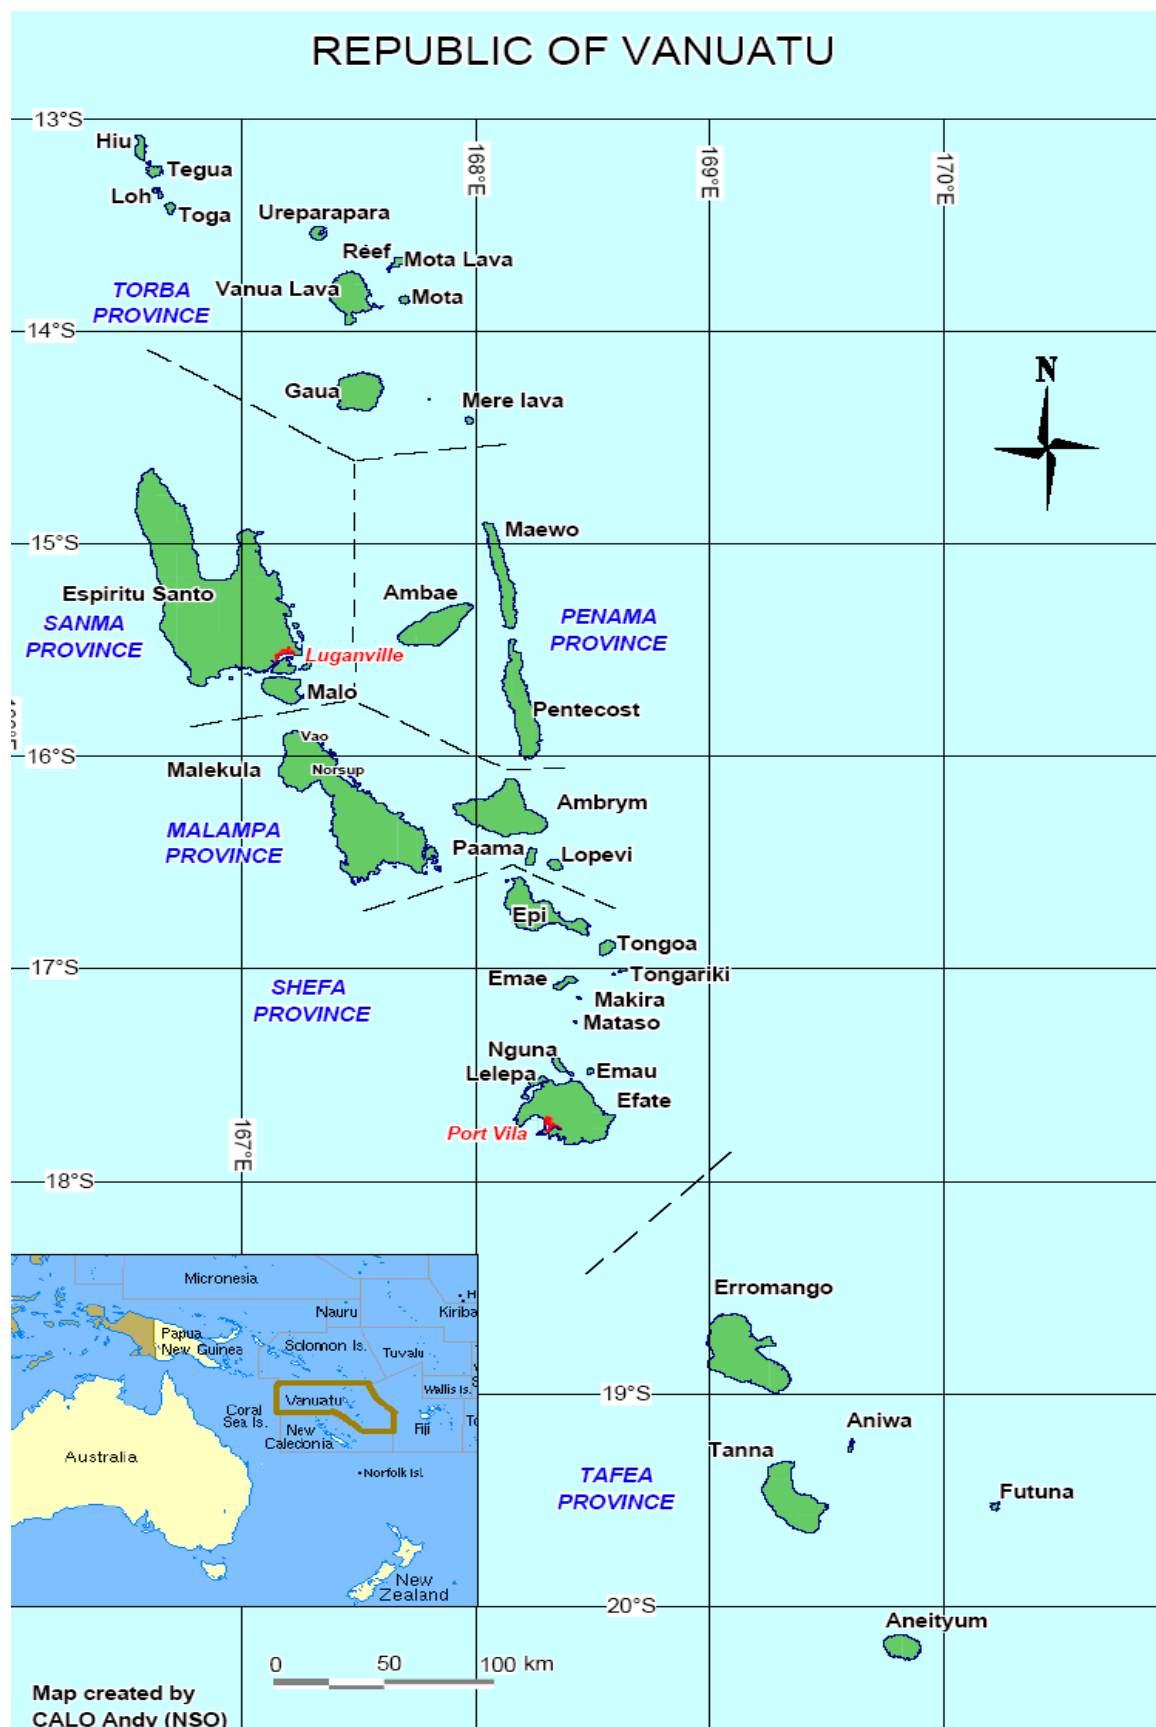 REPUBLIC OF VANUATU
13°S
168°E
169°E
170°E
Hiu
Tegua
Loh
Toga
Ureparapara
Réef
Mota Lava
Vanua Lava
Mota
TORBA
PROVINCE
14°S
N
Gaua
Mere lava
Maewo
15°S
Espiritu Santo
Ambae
SANMA
PROVINCE
PENAMA
PROVINCE
Luganville
Malo
Pentecost
Vao
16°S
Malekula
Norsup
Ambrym
MALAMPA
PROVINCE
Paama
Lopevi
Epi
Tongoa
17°S
Emae
Tongariki
SHEFA
PROVINCE
Makira
Mataso
Nguna
Lelepa
Emau
Efate
167°E
Port Vila
18°S
Micronesia
Nauru
Kiriba
Papua
New Guinea
Solomon Is.
Tuvalu
Wallis Is.
Vanuatu
Coral
Sea Is.
New
Caledonia
Fiji
Australia
Norfolk Isl
New
Zealand
Erromango
19°S
Aniwa
Tanna
TAFEA
PROVINCE
Futuna
20°S
Aneityum
0 50 100 km
Map created by
CALO Andy (NSO)